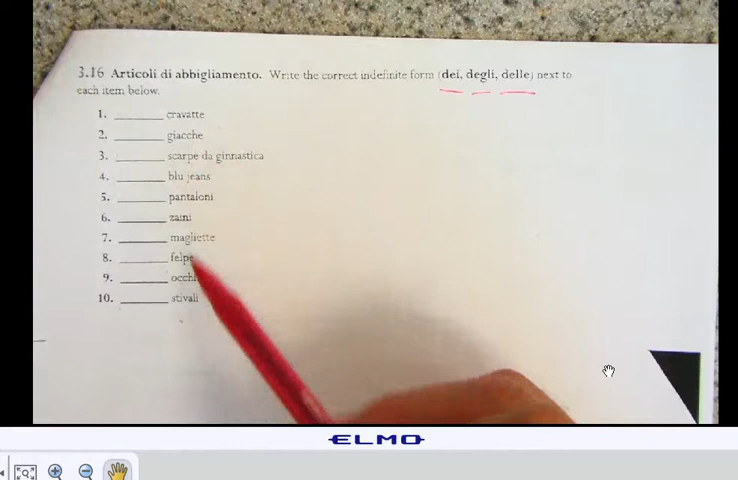 3.16 Articoli di abbigliamento. Write the correct indefinite form (dei, degli, delle) next to
each item below.
1. ________ cravatte
2. ________ giacche
3. ________ scarpe da ginnastica
4. ________ blu jeans
5. ________ pantaloni
6. ________ zaini
7. ________ magliette
8. ________ felpe
9. ________
10. ________ stivali
ELMO